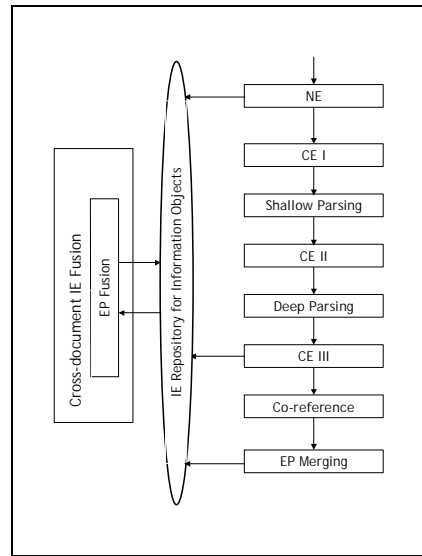 NE
CE I
Shallow Parsing
CE II
Deep Parsing
CE III
Co-reference
EP Merging
IE Repository for Information Objects
EP Fusion
Cross-document IE Fusion